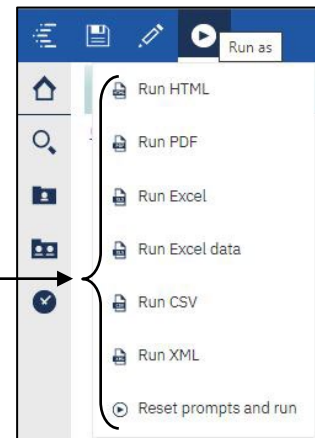 Run as
Run HTML
Run PDF
Run Excel
Run Excel data
Run CSV
Run XML
Reset prompts and run